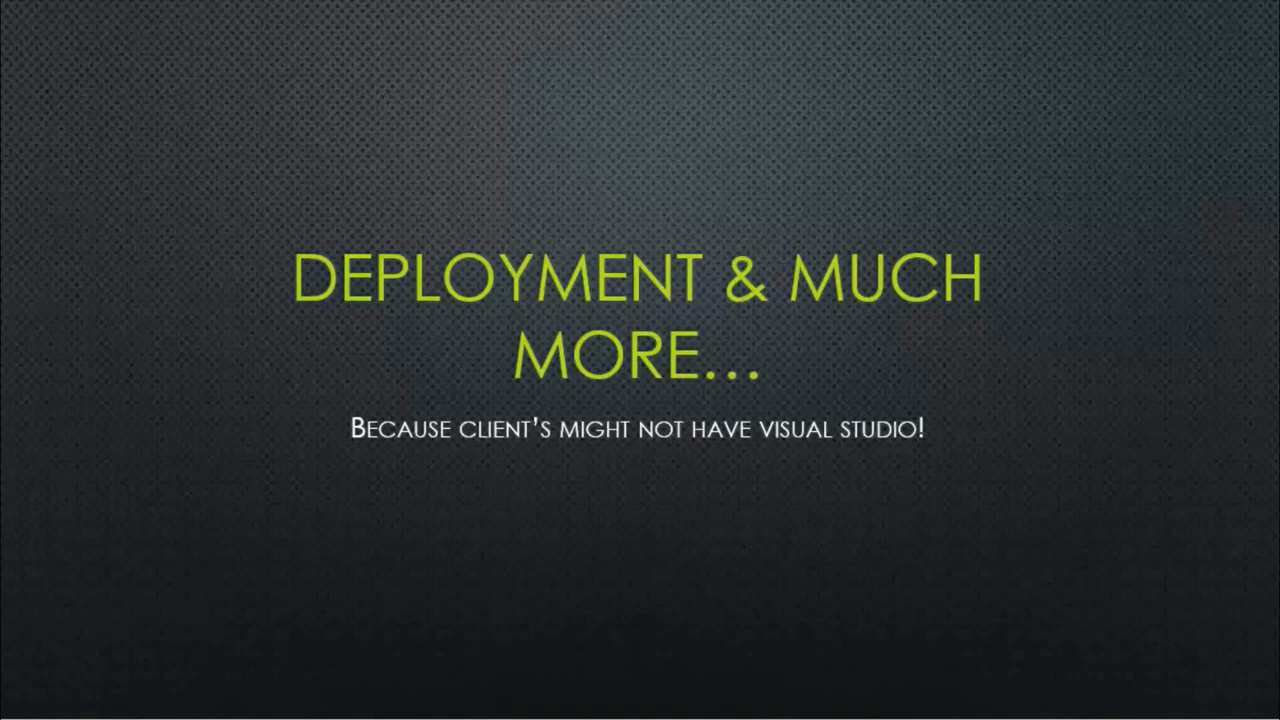 DEPLOYMENT & MUCH
MORE...
BECAUSE CLIENT'S MIGHT NOT HAVE VISUAL STUDIO!